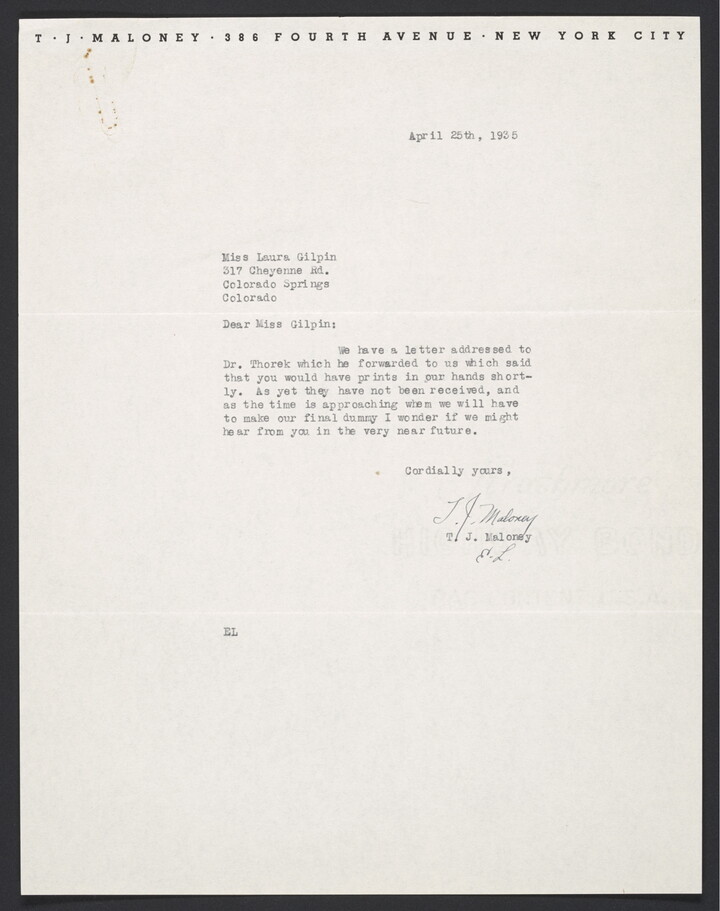 T · J · MALONEY · 386 FOURTH AVENUE · NEW YORK CITY
April 25th, 1935
Miss Laura Gilpin
317 Cheyenne Rd.
Colorado Springs
Colorado
Dear Miss Gilpin:
We have a letter addressed to
Dr. Thorek which he forwarded to us which said
that you would have prints in our hands short-
ly. As yet they have not been received, and
as the time is approaching when we will have
to make our final dummy I wonder if we might
hear from you in the very near future.
Cordially yours,
T. J. Maloney
T. J. Maloney
E.L.
EL